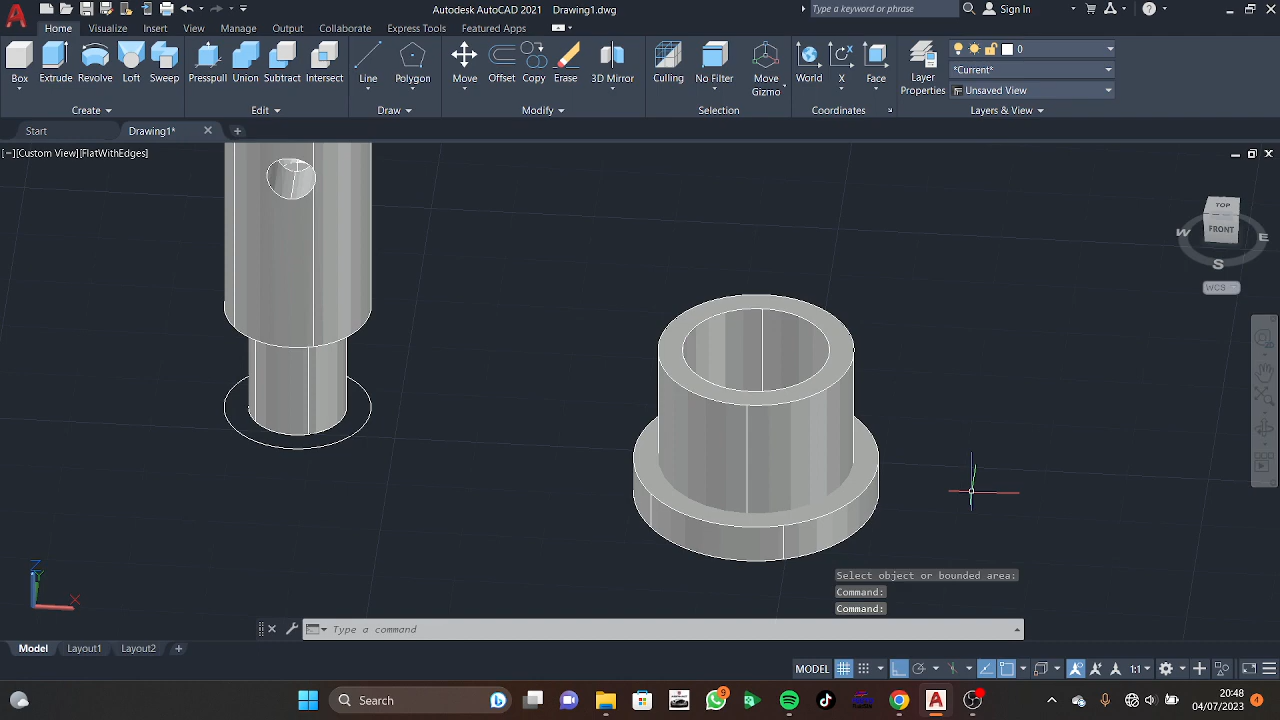 Autodesk AutoCAD 2021 Drawing1.dwg
Type a keyword or phrase
Sign In
Home Visualize Insert View Manage Output Collaborate Express Tools Featured Apps
Box Extrude Revolve Loft Sweep Presspull Union Subtract Intersect Line Polygon Move Offset Copy Erase 3D Mirror Culling No Filter Move Gizmo World X Face Layer Properties
0
*Current*
Unsaved View
Create Edit Draw Modify Selection Coordinates Layers & View
Start Drawing1*
[−][Custom View][FlatWithEdges]
TOP
FRONT
W E
S
WCS
Select object or bounded area:
Command:
Command:
Z
Y
X
Type a command
Model Layout1 Layout2
MODEL 1:1
Search
9
20:48
04/07/2023
4